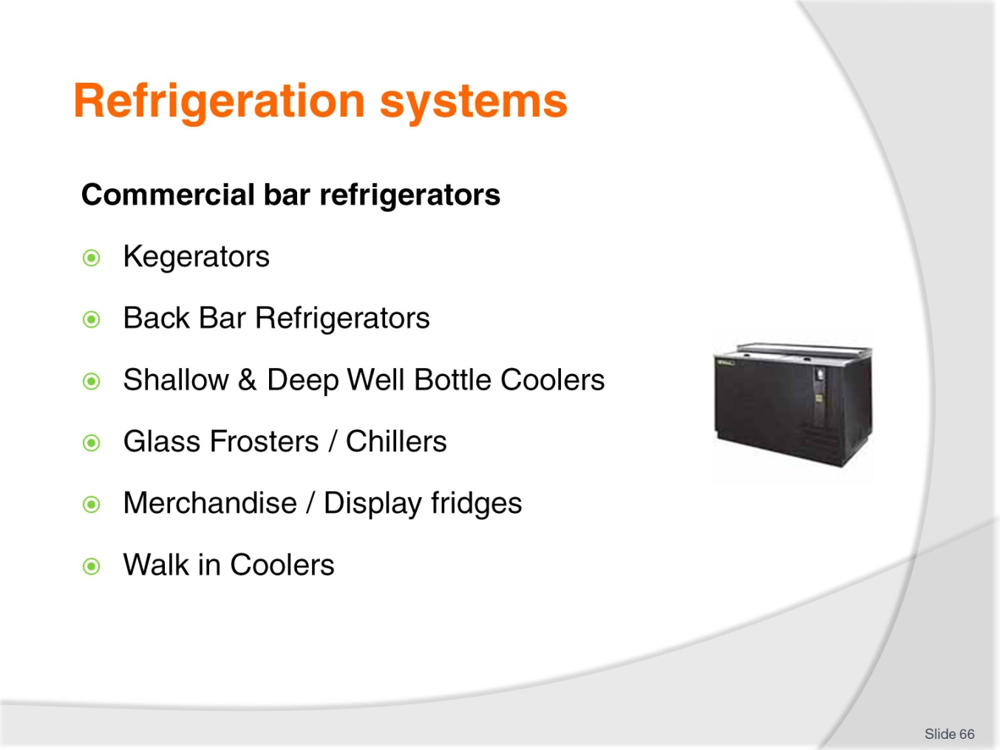 Refrigeration systems
Commercial bar refrigerators
Kegerators
Back Bar Refrigerators
Shallow & Deep Well Bottle Coolers
Glass Frosters / Chillers
Merchandise / Display fridges
Walk in Coolers
Slide 66